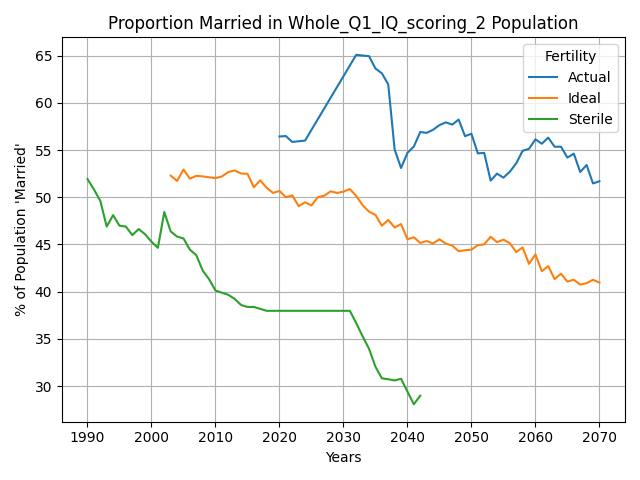 Proportion Married in Whole_Q1_IQ_scoring_2 Population
% of Population 'Married'
65
60
55
50
45
40
35
30
Fertility
Actual
Ideal
Sterile
1990 2000 2010 2020 2030 2040 2050 2060 2070
Years